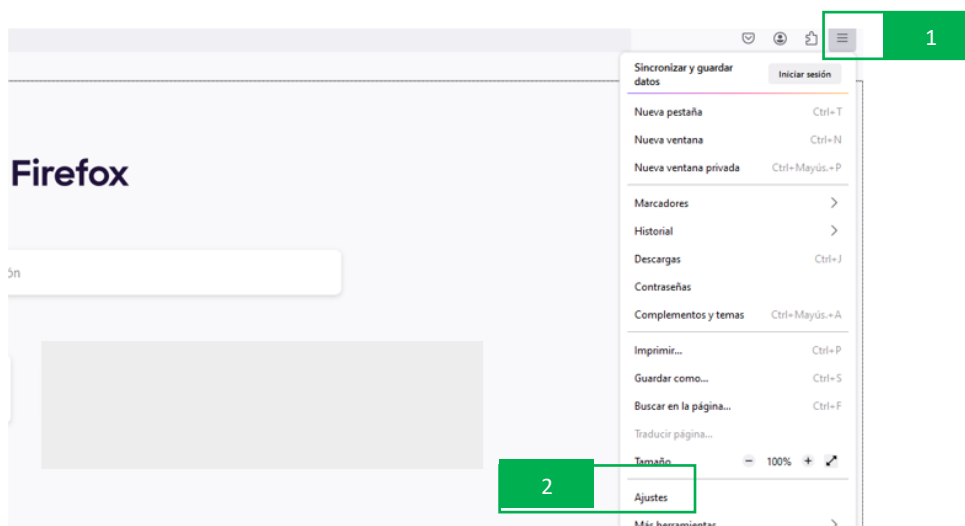 1
Sincronizar y guardar
datos
Iniciar sesión
Nueva pestaña Ctrl+T
Nueva ventana Ctrl+N
Nueva ventana privada Ctrl+Mayús.+P
Firefox
Marcadores
Historial
Descargas Ctrl+J
ón
Contraseñas
Complementos y temas Ctrl+Mayús.+A
Imprimir... Ctrl+P
Guardar como... Ctrl+S
Buscar en la página... Ctrl+F
Traducir página...
Tamaño 100%
2
Ajustes
Más herramientas